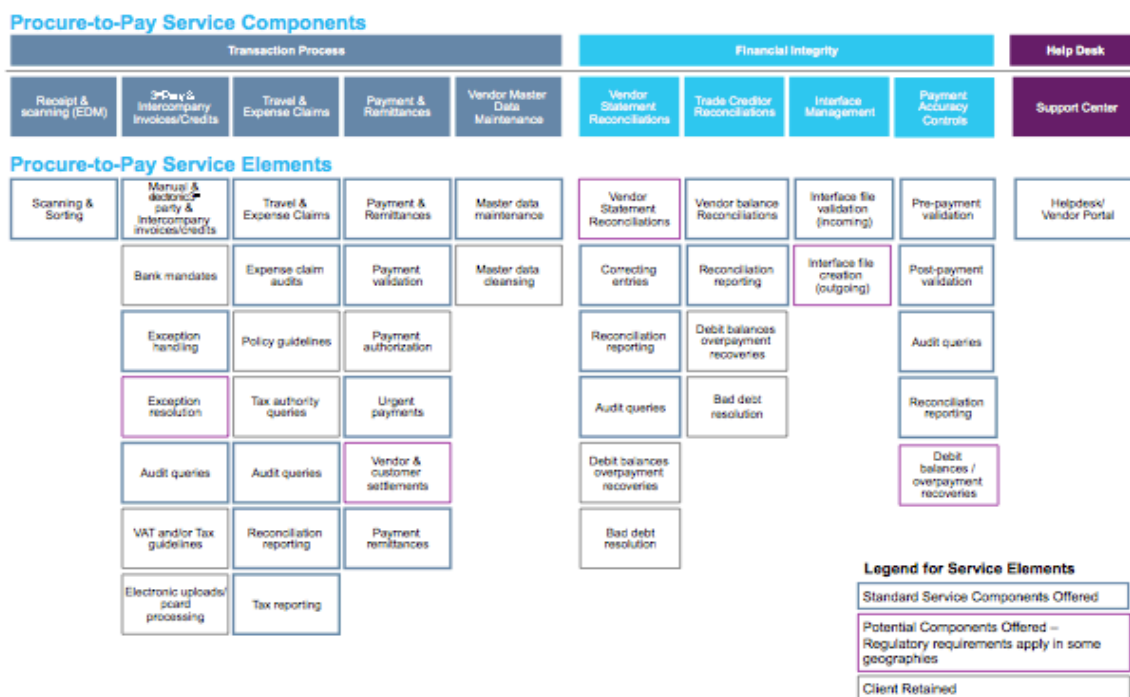 Procure-to-Pay Service Components
Transaction Process
Financial Integrity
Help Desk
Receipt &
scanning (EDM)
Intercompany
Invoices/Credits
Travel &
Expense Claims
Payment &
Remittances
Vendor Master
Data
Maintenance
Vendor
Statement
Reconciliations
Trade Creditor
Reconciliations
Interface
Management
Payment
Accuracy
Controls
Support Center
Procure-to-Pay Service Elements
Scanning &
Sorting
Manual &
party &
Intercompany
invoices/credits
Travel &
Expense Claims
Payment &
Remittances
Master data
maintenance
Vendor
Statement
Reconciliations
Vendor balance
Reconciliations
Interface file
validation
(incoming)
Pre-payment
validation
Helpdesk/
Vendor Portal
Bank mandates
Expense claim
audits
Payment
validation
Master data
cleansing
Correcting
entries
Reconciliation
reporting
Interface file
creation
(outgoing)
Post-payment
validation
Exception
handling
Policy guidelines
Payment
authorization
Reconciliation
reporting
Debit balances
overpayment
recoveries
Audit queries
Exception
resolution
Tax authority
queries
Urgent
payments
Audit queries
Bad debt
resolution
Reconciliation
reporting
Audit queries
Audit queries
Vendor &
customer
settlements
Debit balances
overpayment
recoveries
Debit
balances /
overpayment
recoveries
VAT and/or Tax
guidelines
Reconciliation
reporting
Payment
remittances
Bad debt
resolution
Electronic uploads/
pcard
processing
Tax reporting
Legend for Service Elements
Standard Service Components Offered
Potential Components Offered –
Regulatory requirements apply in some
geographies
Client Retained